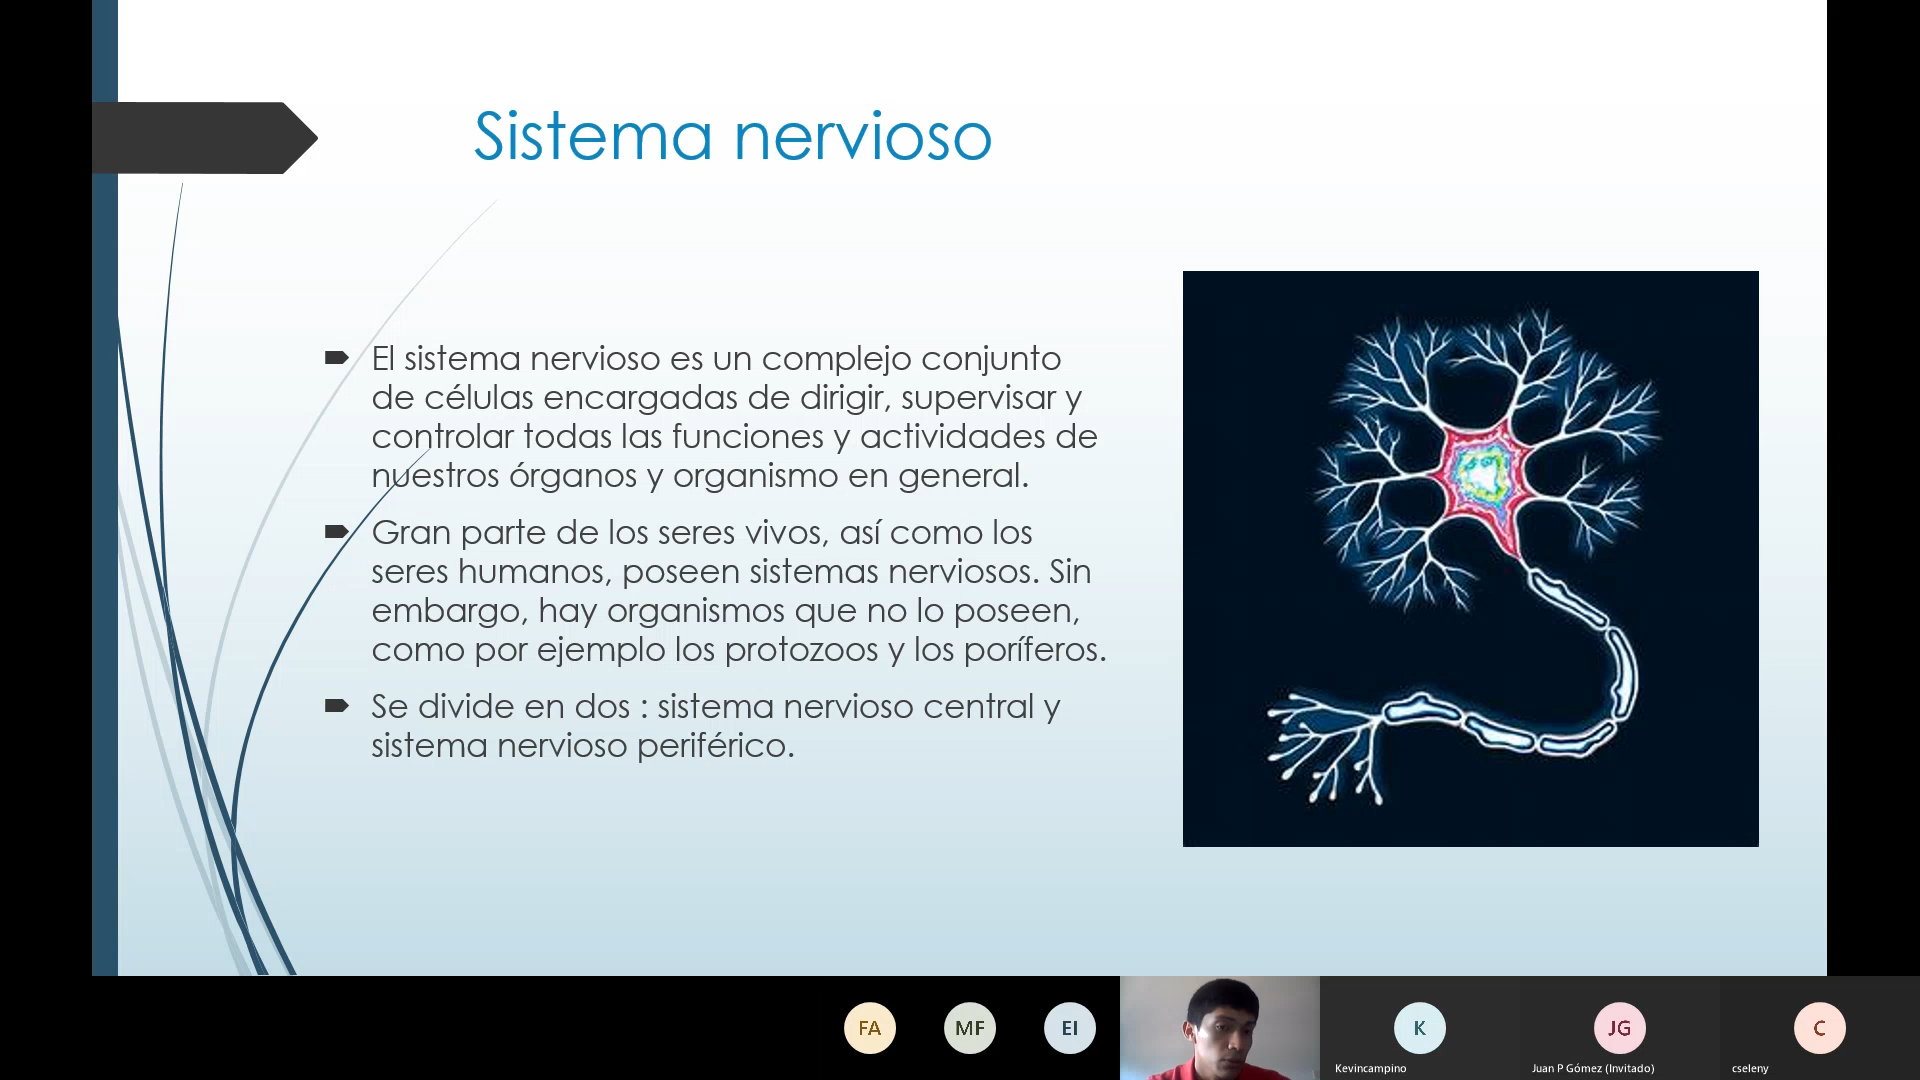 Sistema nervioso
El sistema nervioso es un complejo conjunto
de células encargadas de dirigir, supervisar y
controlar todas las funciones y actividades de
nuestros órganos y organismo en general.
Gran parte de los seres vivos, así como los
seres humanos, poseen sistemas nerviosos. Sin
embargo, hay organismos que no lo poseen,
como por ejemplo los protozoos y los poríferos.
Se divide en dos : sistema nervioso central y
sistema nervioso periférico.
FA
MF
EI
K
JG
C
Kevincampino
Juan P Gómez (Invitado)
cseleny